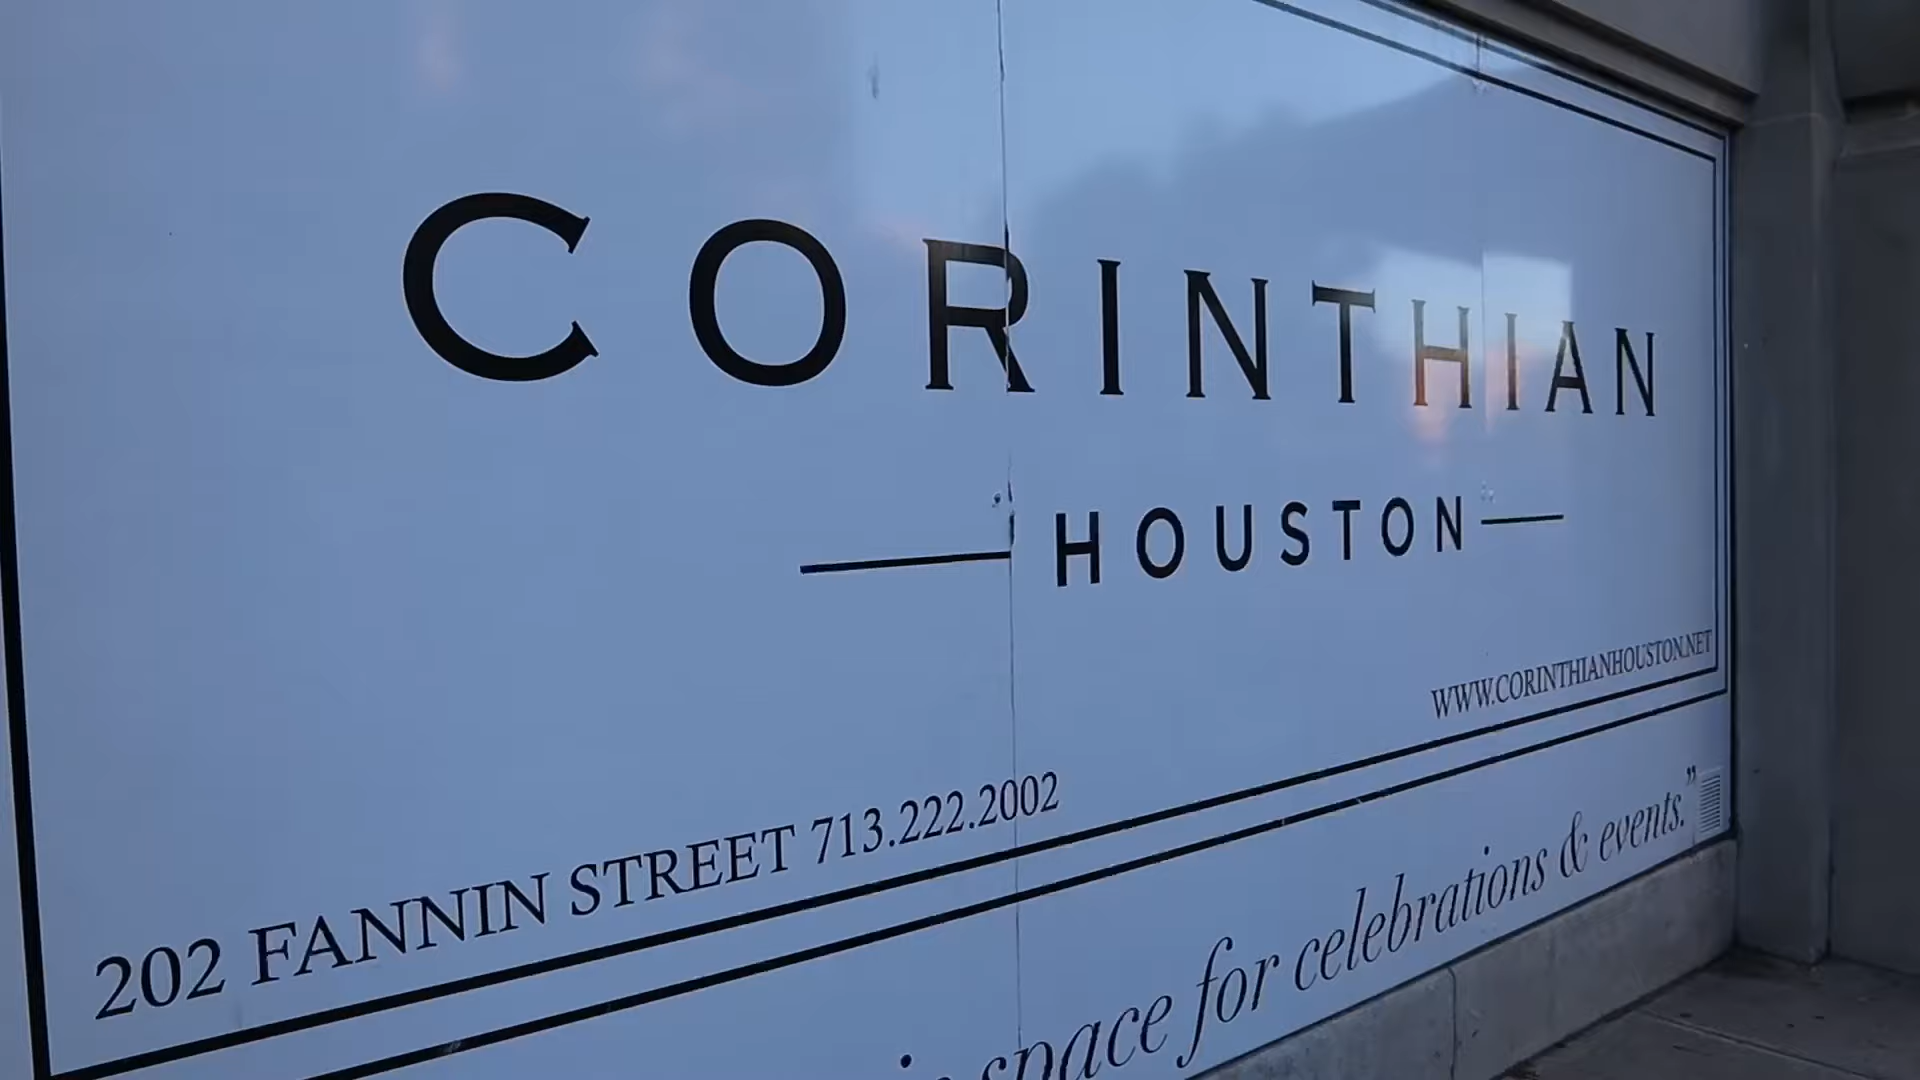 CORINTHIAN
HOUSTON
WWW.CORINTHIANHOUSTON.NET
202 FANNIN STREET 713.222.2002
space for celebrations & events.”